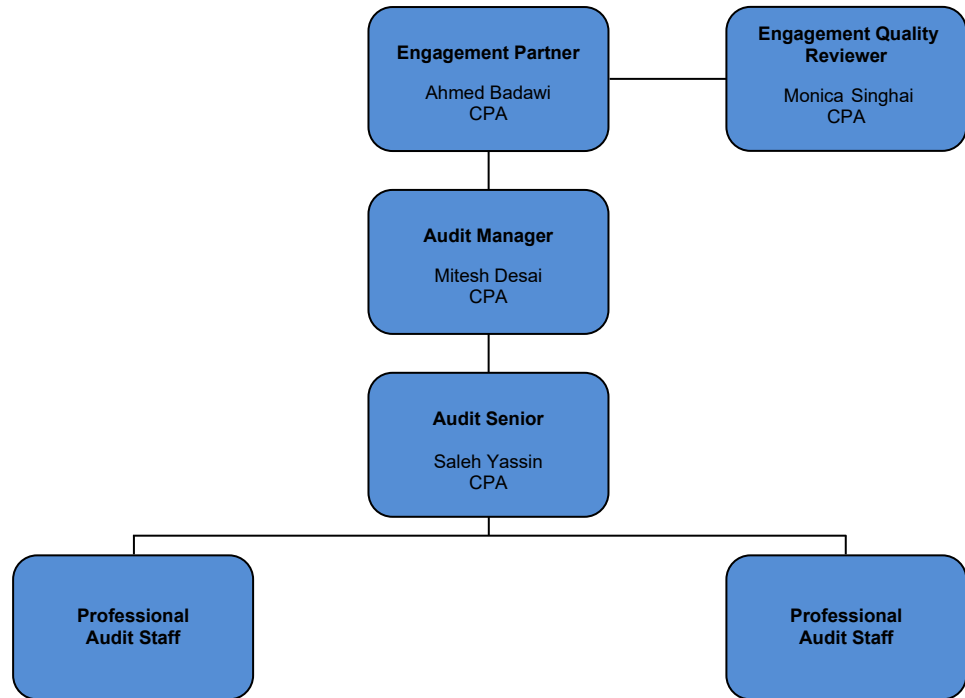 Engagement Partner
Ahmed Badawi
CPA
Engagement Quality
Reviewer
Monica Singhai
CPA
Audit Manager
Mitesh Desai
CPA
Audit Senior
Saleh Yassin
CPA
Professional
Audit Staff
Professional
Audit Staff